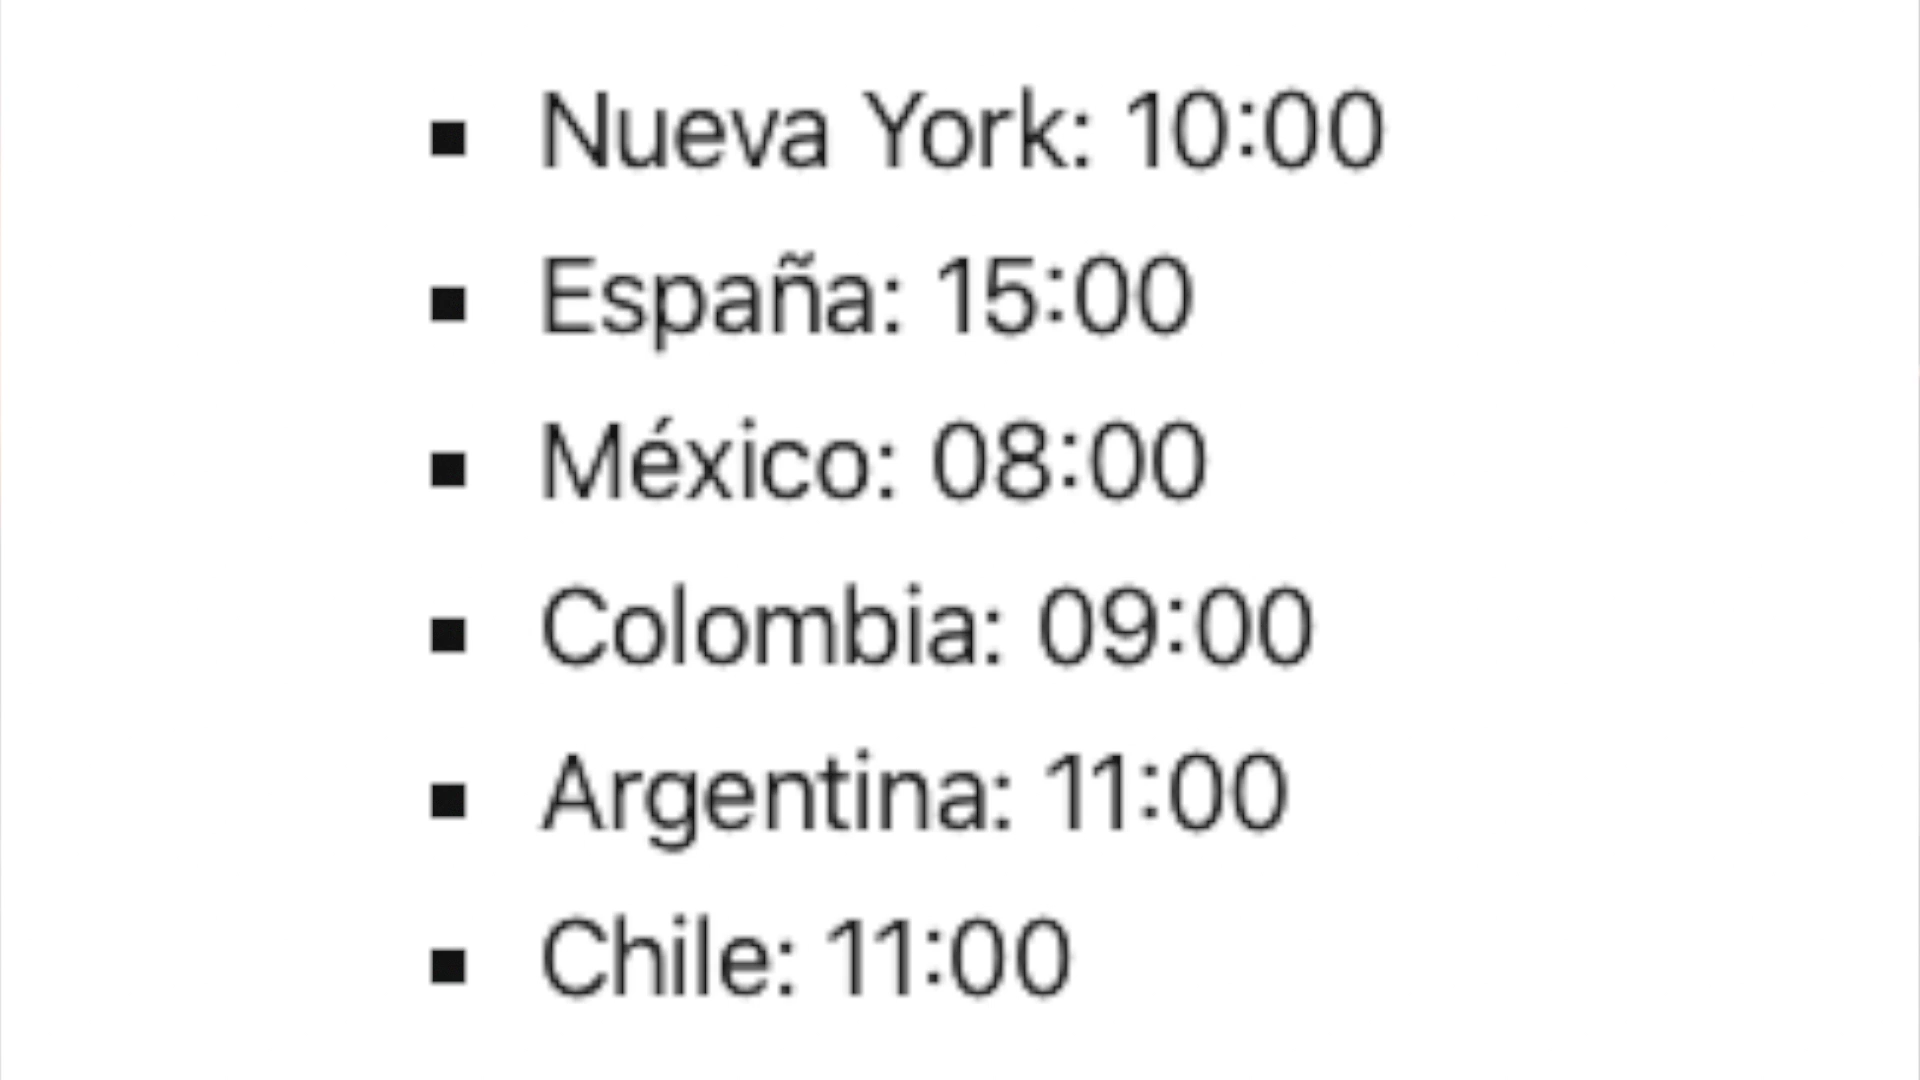 ▪ Nueva York: 10:00
▪ España: 15:00
▪ México: 08:00
▪ Colombia: 09:00
▪ Argentina: 11:00
▪ Chile: 11:00